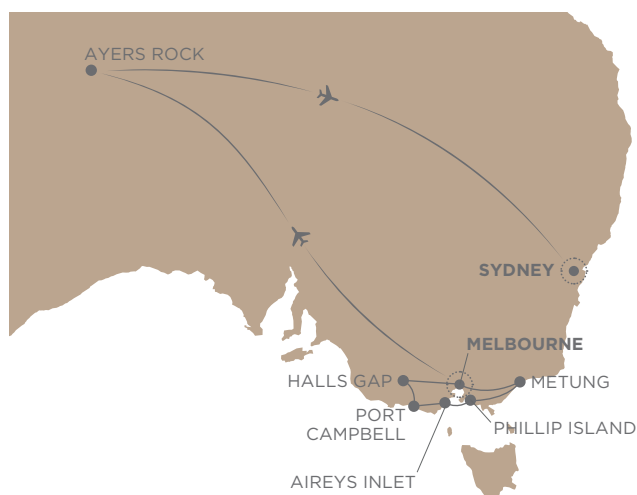 AYERS ROCK
SYDNEY
MELBOURNE
HALLS GAP
METUNG
PORT
CAMPBELL
PHILLIP ISLAND
AIREYS INLET